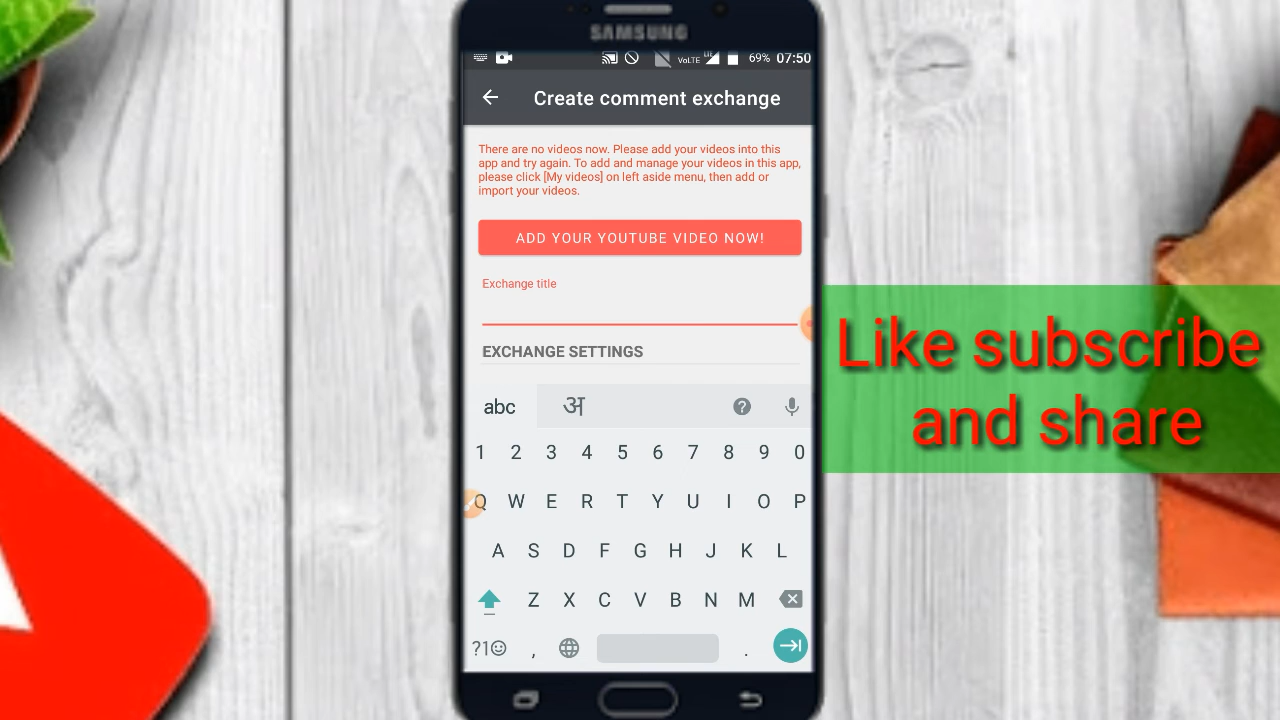 SAMSUNG
VoLTE LTE 69% 07:50
Create comment exchange
There are no videos now. Please add your videos into this
app and try again. To add and manage your videos in this app,
please click [My videos] on left aside menu, then add or
import your videos.
ADD YOUR YOUTUBE VIDEO NOW!
Exchange title
EXCHANGE SETTINGS
abc अ
1 2 3 4 5 6 7 8 9 0
Q W E R T Y U I O P
A S D F G H J K L
Z X C V B N M
?1☺ , .
Like subscribe
and share